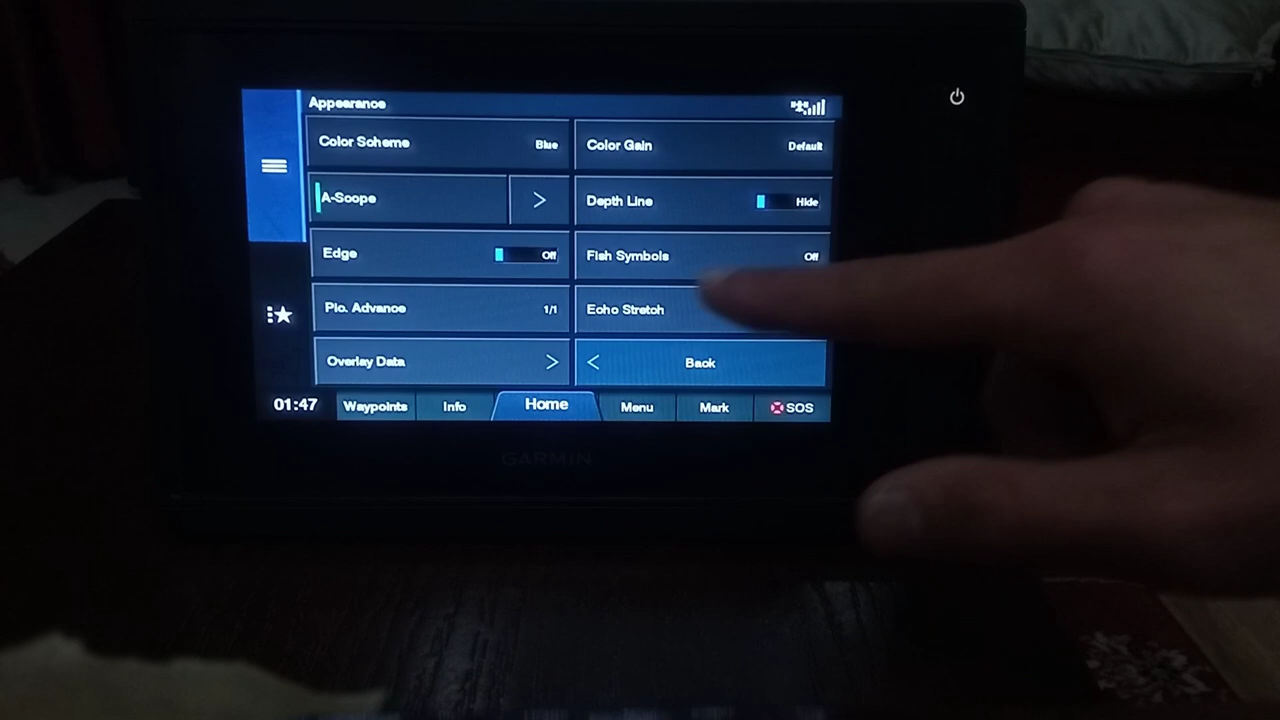 Appearance
Color Scheme Blue
Color Gain Default
A-Scope
Depth Line Hide
Edge Off
Fish Symbols Off
Pic. Advance 1/1
Echo Stretch
Overlay Data
Back
01:47 Waypoints Info Home Menu Mark SOS
GARMIN